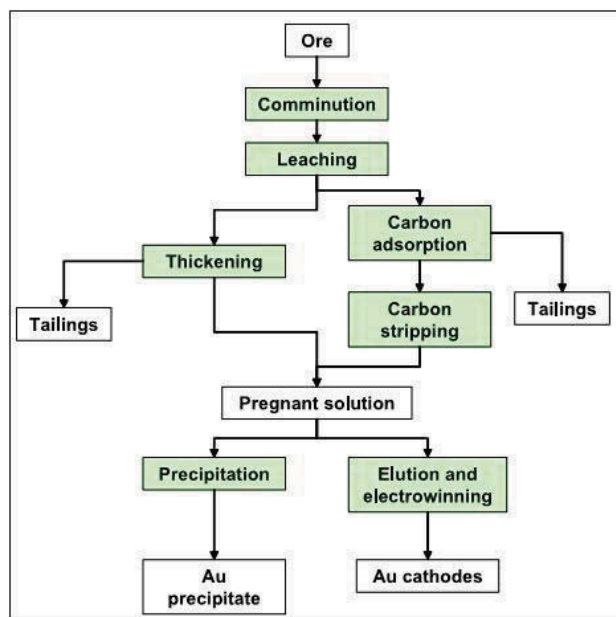 Ore
Comminution
Leaching
Carbon
adsorption
Thickening
Tailings
Carbon
stripping
Tailings
Pregnant solution
Precipitation
Elution and
electrowinning
Au
precipitate
Au cathodes